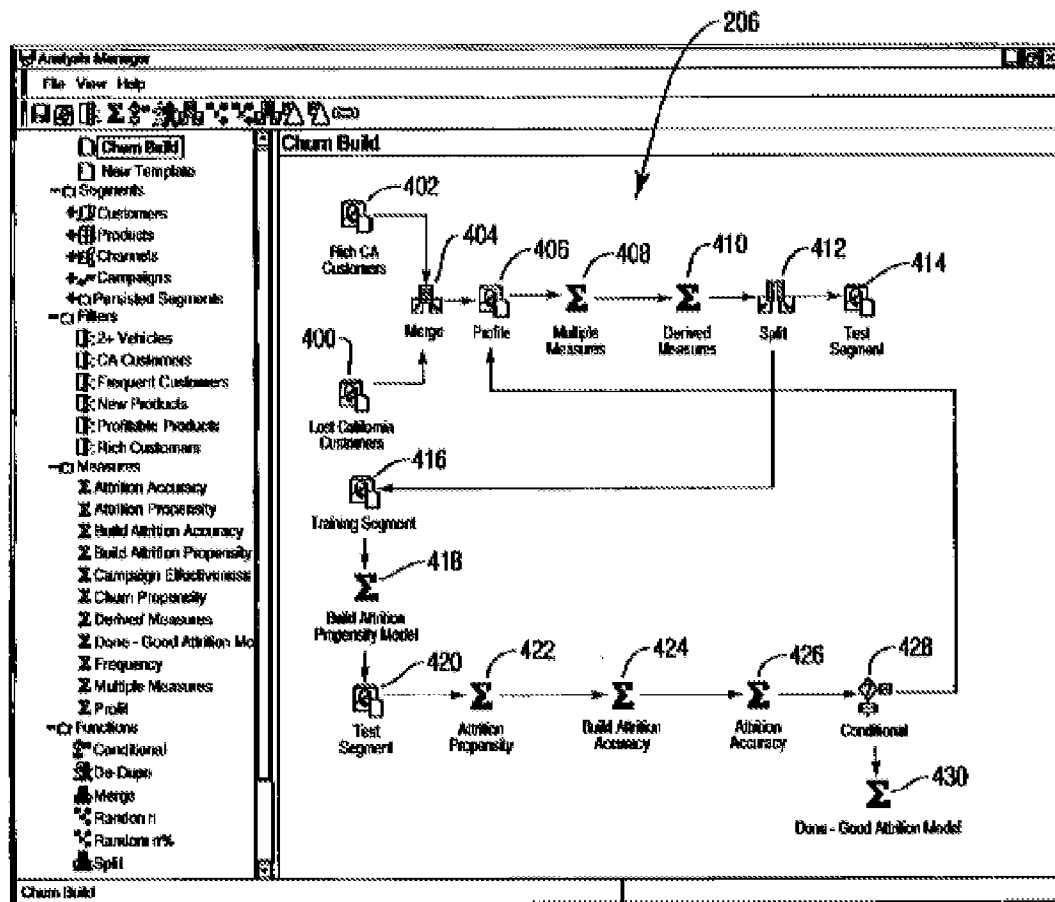 206
Analysis Manager
File View Help
Churn Build
New Template
Segments
Customers
Products
Channels
Campaigns
Persisted Segments
Filters
2+ Vehicles
CA Customers
Frequent Customers
New Products
Profitable Products
Rich Customers
Measures
Attrition Accuracy
Attrition Propensity
Build Attrition Accuracy
Build Attrition Propensity
Campaign Effectiveness
Churn Propensity
Derived Measures
Done - Good Attrition Mo
Frequency
Multiple Measures
Profit
Functions
Conditional
De-Dupe
Merge
Random n
Random n%
Split
Churn Build
402
Rich CA
Customers
404
Merge
406
Profile
408
Multiple
Measures
410
Derived
Measures
412
Split
414
Test
Segment
400
Lost California
Customers
416
Training Segment
418
Build Attrition
Propensity Model
420
Test
Segment
422
Attrition
Propensity
424
Build Attrition
Accuracy
426
Attrition
Accuracy
428
Conditional
430
Done - Good Attrition Model
Churn Build